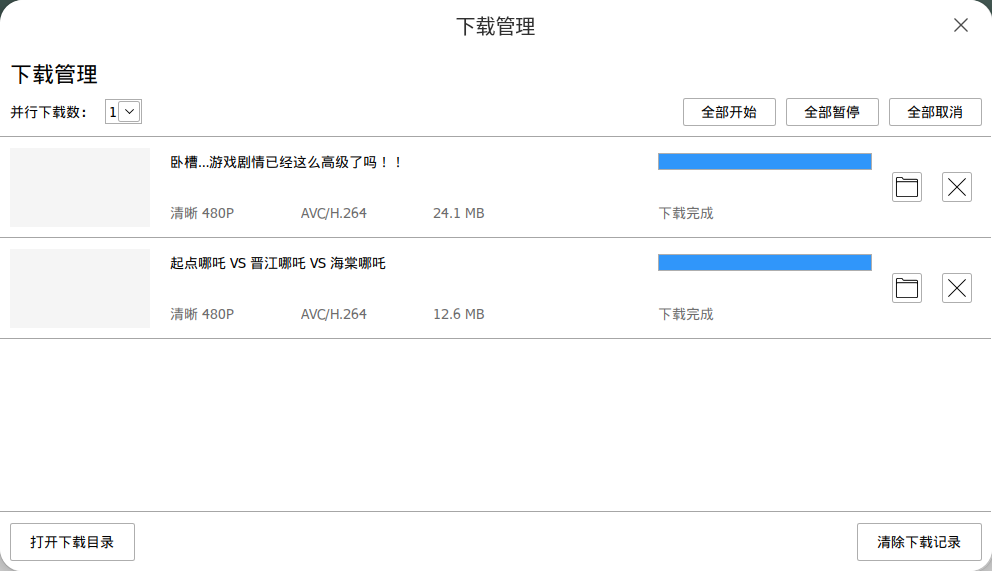 下载管理
下载管理
并行下载数： 1 全部开始 全部暂停 全部取消
卧槽...游戏剧情已经这么高级了吗！！
清晰 480P AVC/H.264 24.1 MB 下载完成
起点哪吒 VS 晋江哪吒 VS 海棠哪吒
清晰 480P AVC/H.264 12.6 MB 下载完成
打开下载目录 清除下载记录